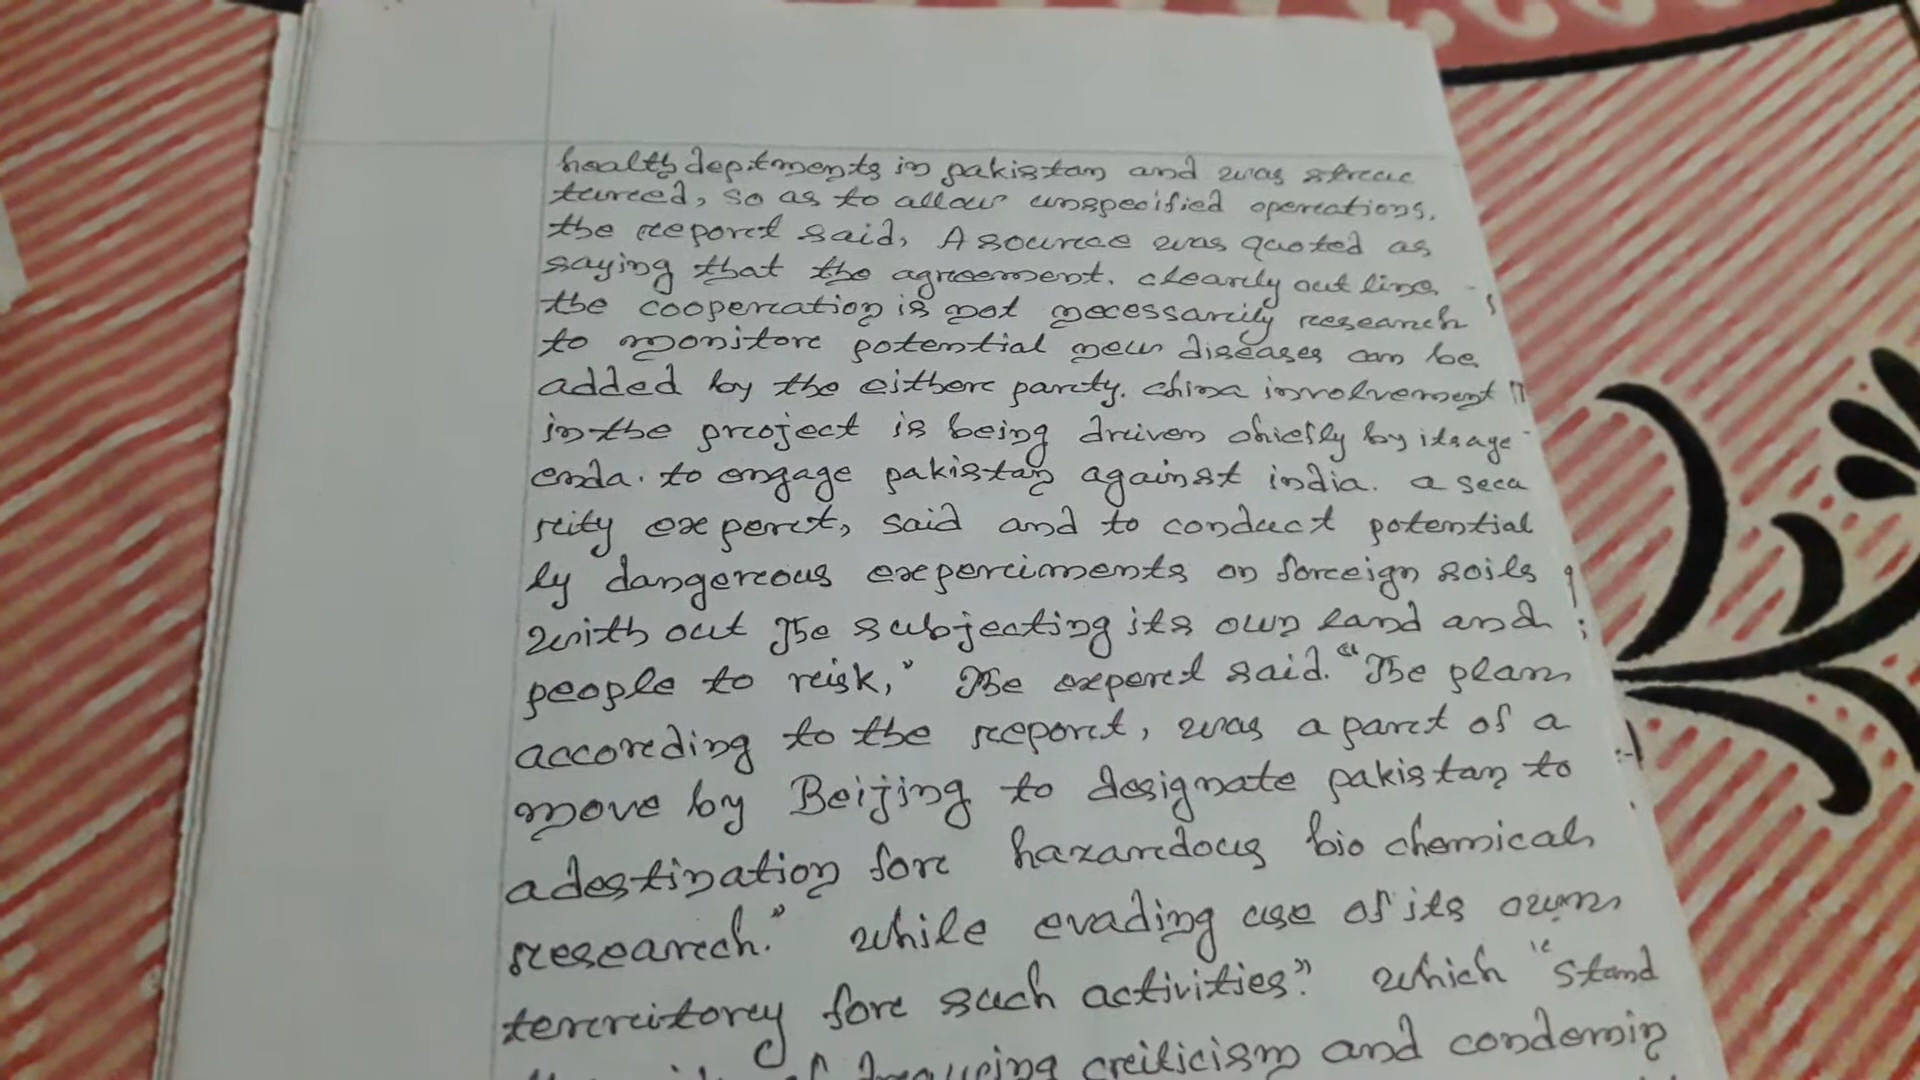 health deptments in pakistan and was struc
tured, so as to allow unspecified operations.
the report said, A source was quoted as
saying that the agreement. clearly out line.
the cooperation is not necessarily research
to monitor potential new diseases can be
added by the either party. china involvement
in the project is being driven chiefly by its age
enda. to engage pakistan against india. a secu
rity expert, said and to conduct potential
ly dangerous experiments on foreign soils
with out The subjecting its own land and
people to risk," The expert said. "The plan
according to the report, was a part of a
move by Beijing to designate pakistan to
a destination for hazardous bio chemical
research." while evading use of its own
territory for such activities". which "stand
criticism and condemin